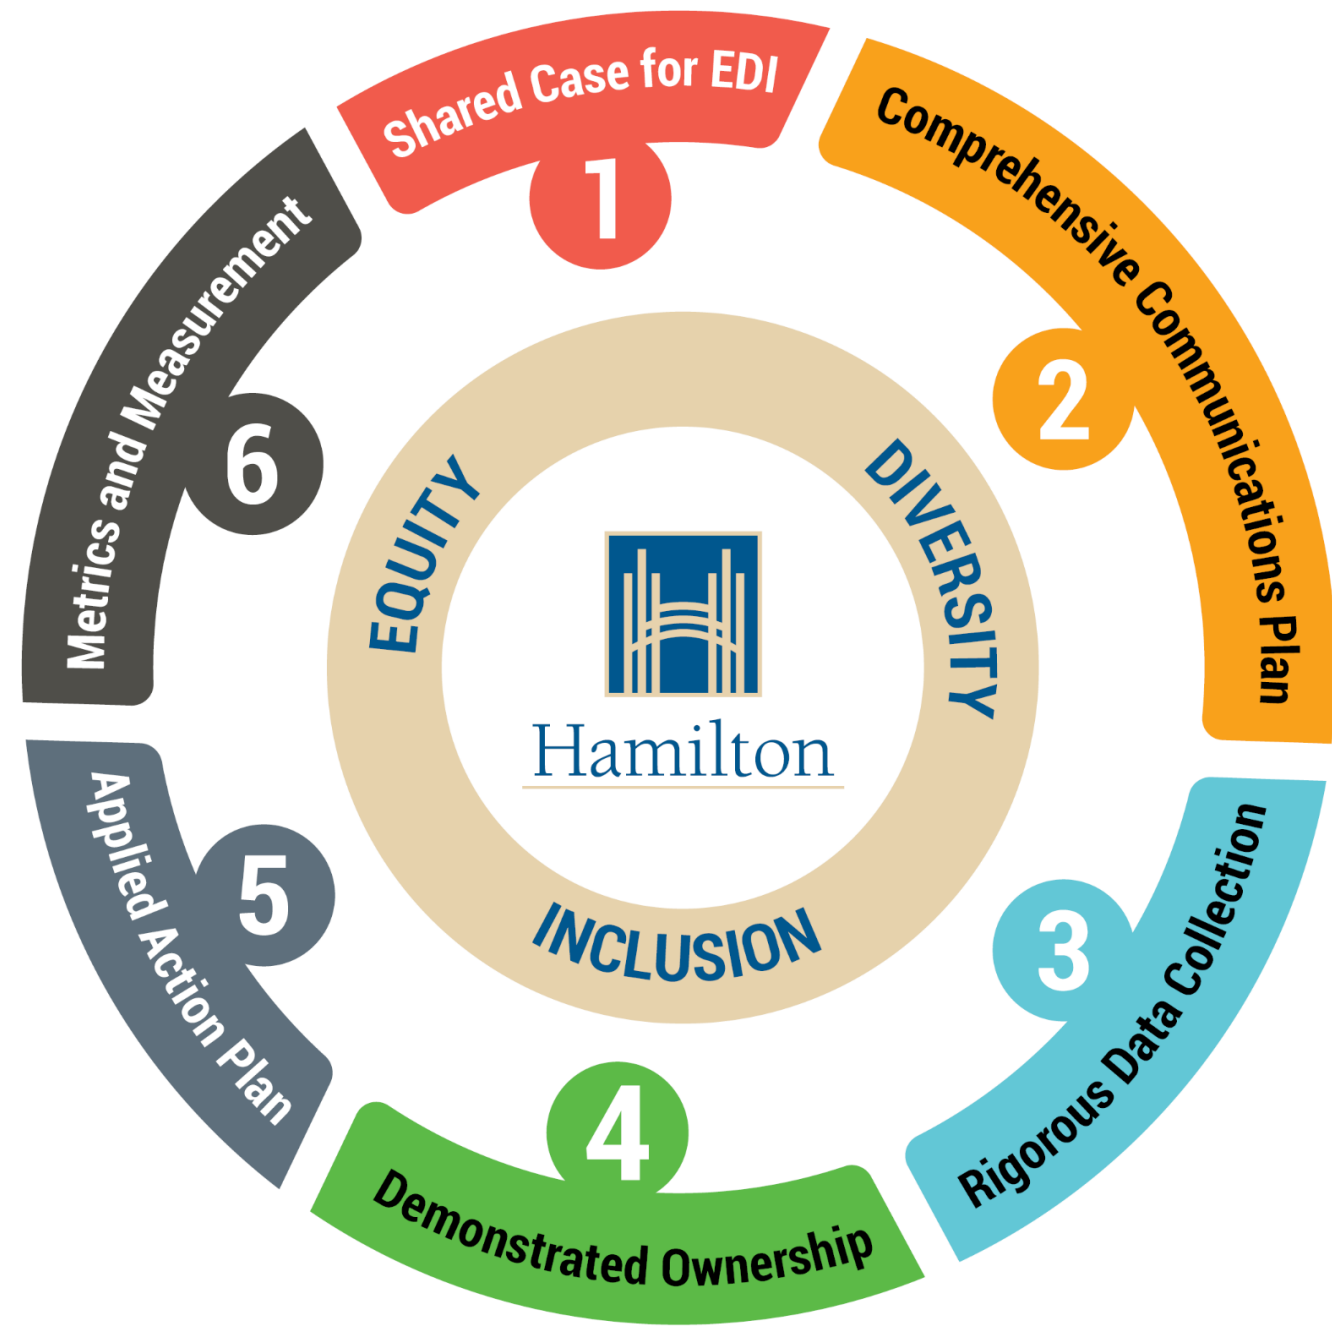 Shared Case for EDI
1
Comprehensive Communications Plan
2
Rigorous Data Collection
3
Demonstrated Ownership
4
Applied Action Plan
5
Metrics and Measurement
6
EQUITY
DIVERSITY
INCLUSION
Hamilton